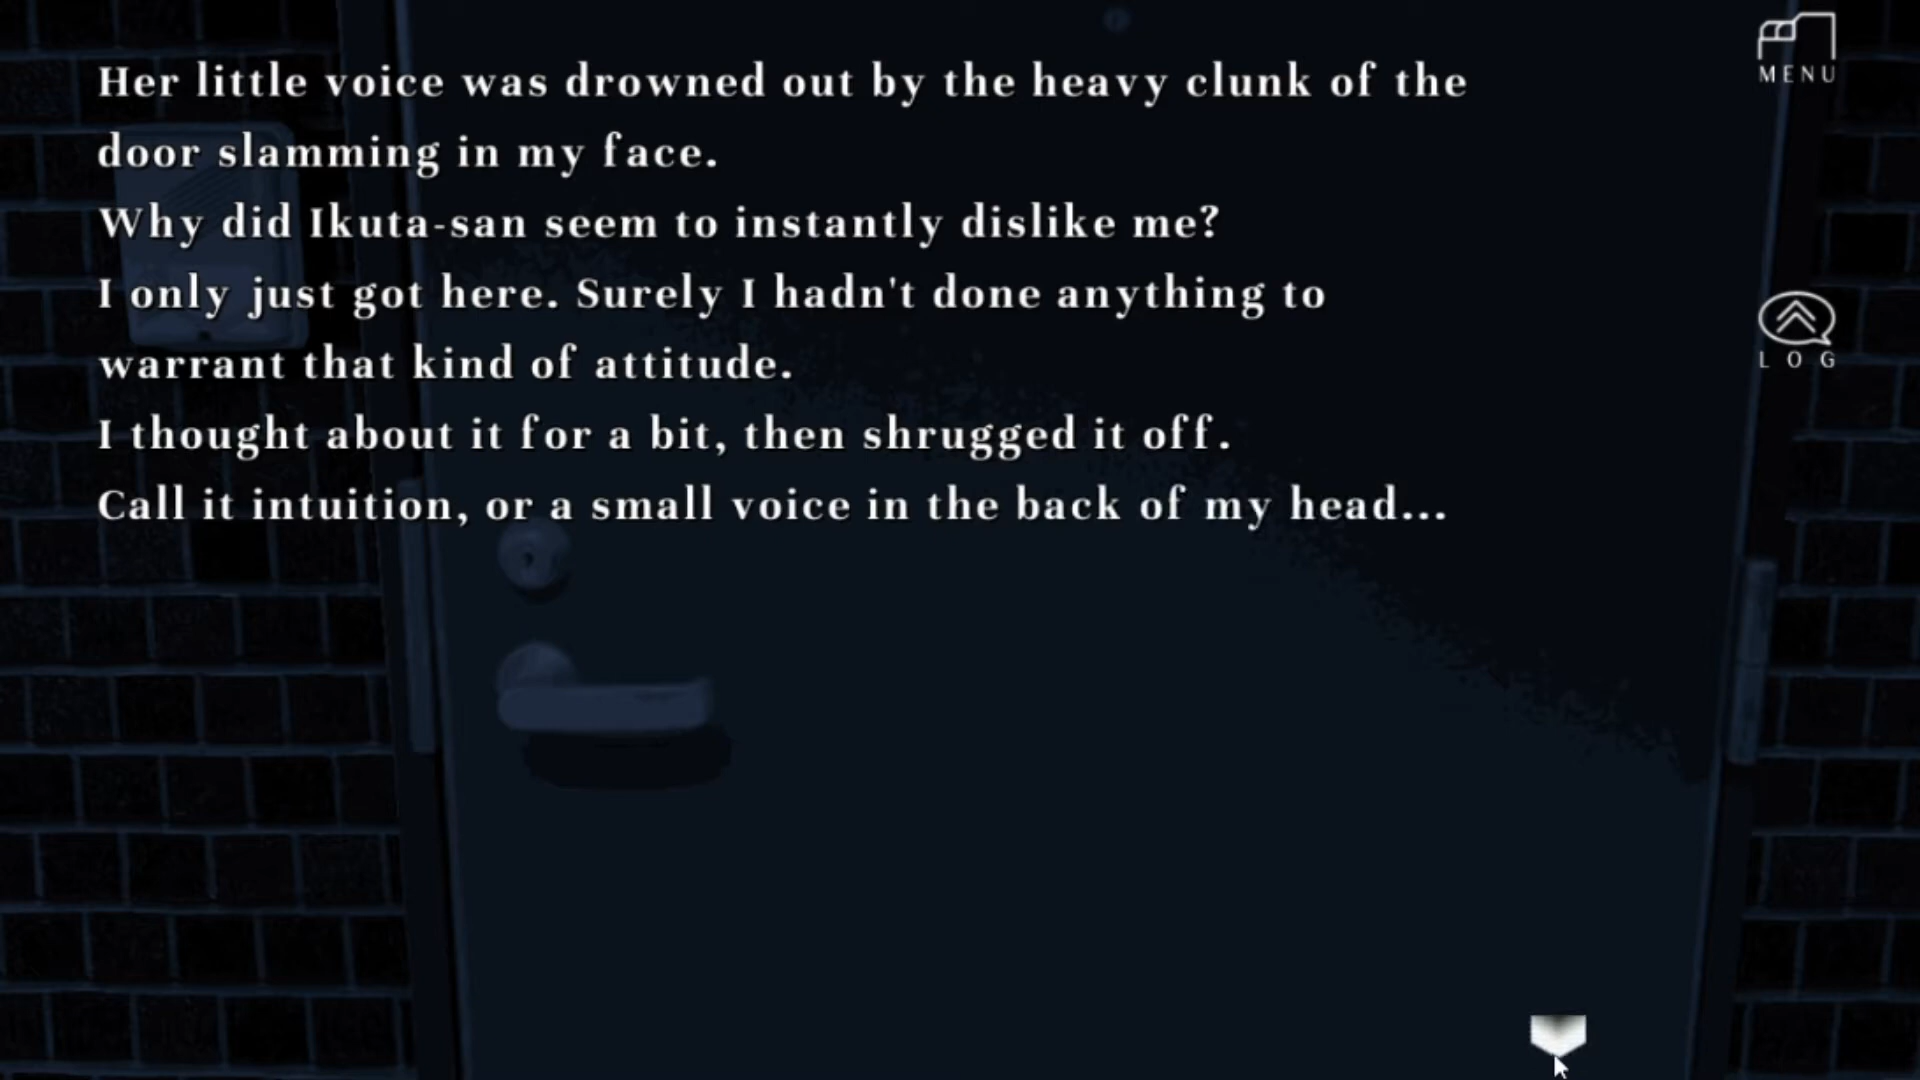 Her little voice was drowned out by the heavy clunk of the
door slamming in my face.
Why did Ikuta-san seem to instantly dislike me?
I only just got here. Surely I hadn't done anything to
warrant that kind of attitude.
I thought about it for a bit, then shrugged it off.
Call it intuition, or a small voice in the back of my head...
MENU
LOG